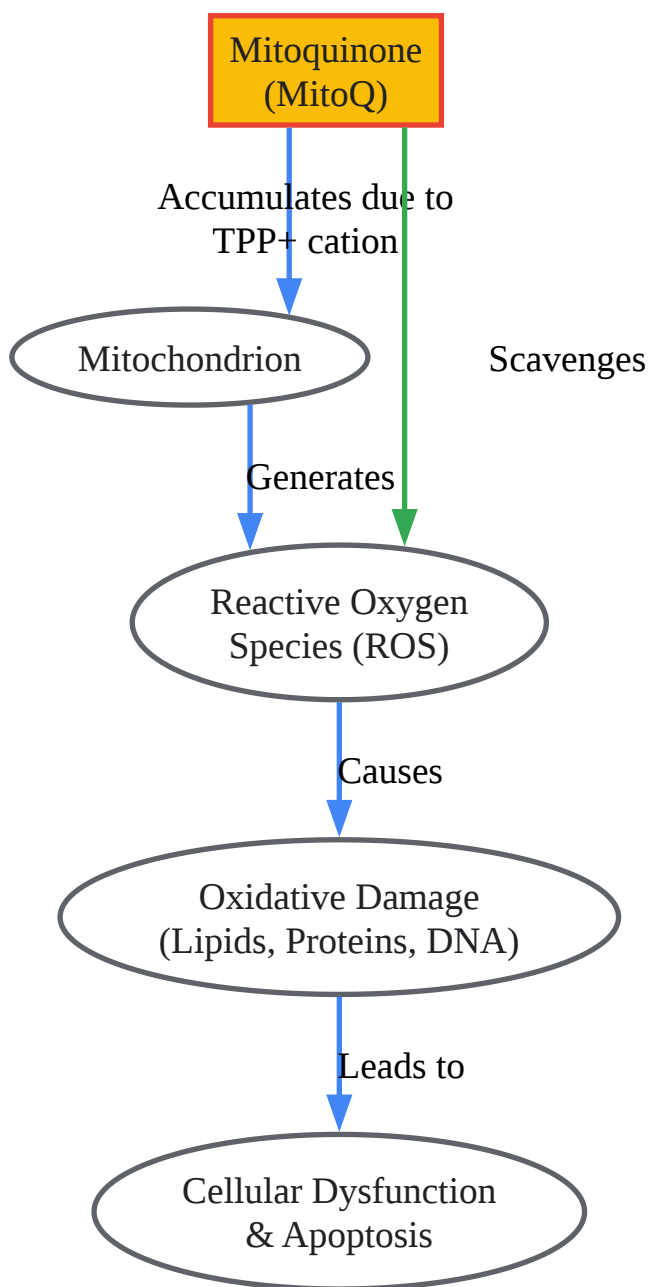 Mitoquinone
(MitoQ)
Accumulates due to
TPP+ cation
Mitochondrion
Scavenges
Generates
Reactive Oxygen
Species (ROS)
Causes
Oxidative Damage
(Lipids, Proteins, DNA)
Leads to
Cellular Dysfunction
& Apoptosis